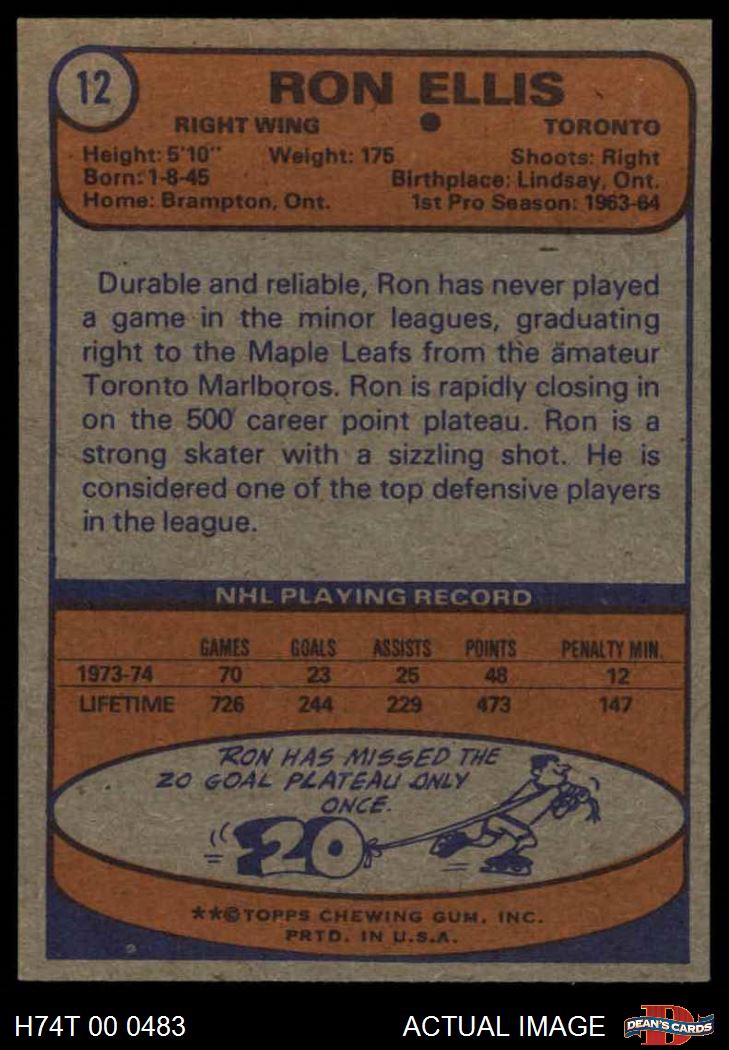 12
RON ELLIS
RIGHT WING ● TORONTO
Height: 5'10" Weight: 175 Shoots: Right
Born: 1-8-45 Birthplace: Lindsay, Ont.
Home: Brampton, Ont. 1st Pro Season: 1963-64
Durable and reliable, Ron has never played
a game in the minor leagues, graduating
right to the Maple Leafs from the amateur
Toronto Marlboros. Ron is rapidly closing in
on the 500 career point plateau. Ron is a
strong skater with a sizzling shot. He is
considered one of the top defensive players
in the league.
NHL PLAYING RECORD
GAMES GOALS ASSISTS POINTS PENALTY MIN.
1973-74 70 23 25 48 12
LIFETIME 726 244 229 473 147
RON HAS MISSED THE
20 GOAL PLATEAU ONLY
ONCE.
20
**©TOPPS CHEWING GUM, INC.
PRTD. IN U.S.A.
H74T 00 0483 ACTUAL IMAGE D DEAN'S CARDS